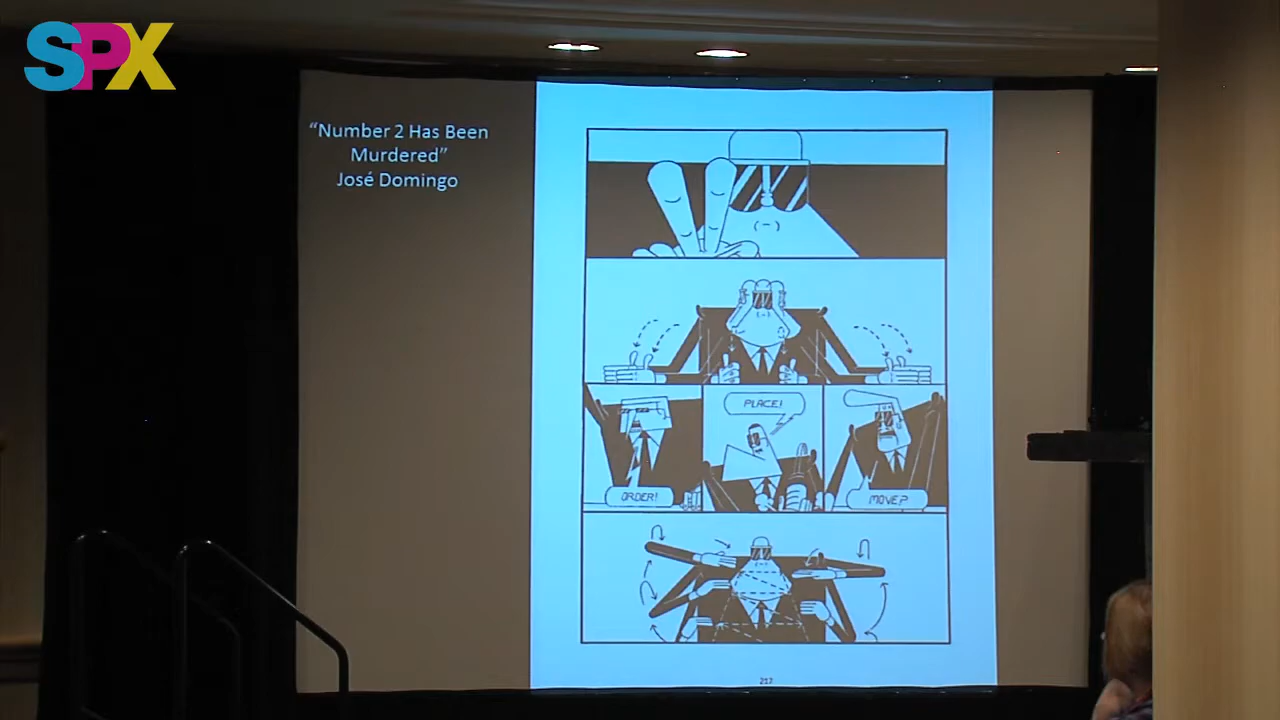 SPX
“Number 2 Has Been
Murdered”
José Domingo
PLACE!
ORDER!
MOVE?
217